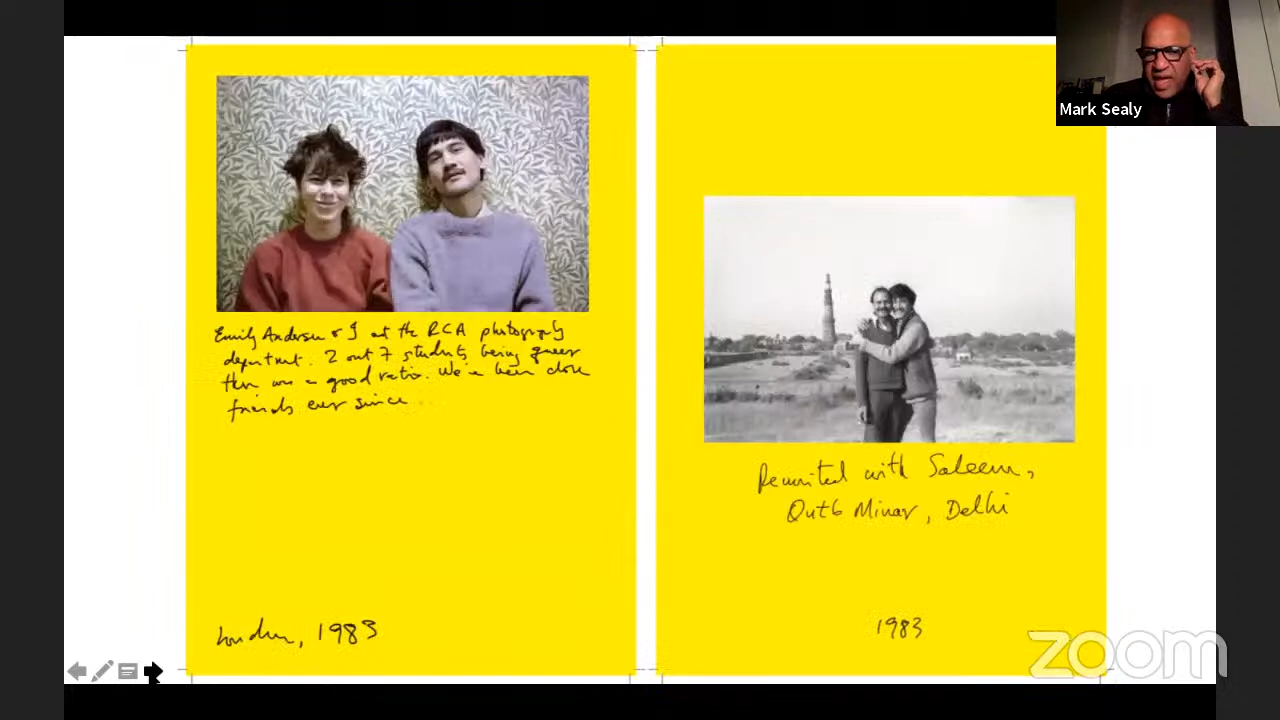 Emily Andersen & I at the RCA photography
department. 2 out 7 students being queer
then was a good ratio. We've been close
friends ever since...
London, 1983
Reunited with Saleem,
Qutb Minar, Delhi
1983
Mark Sealy
zoom